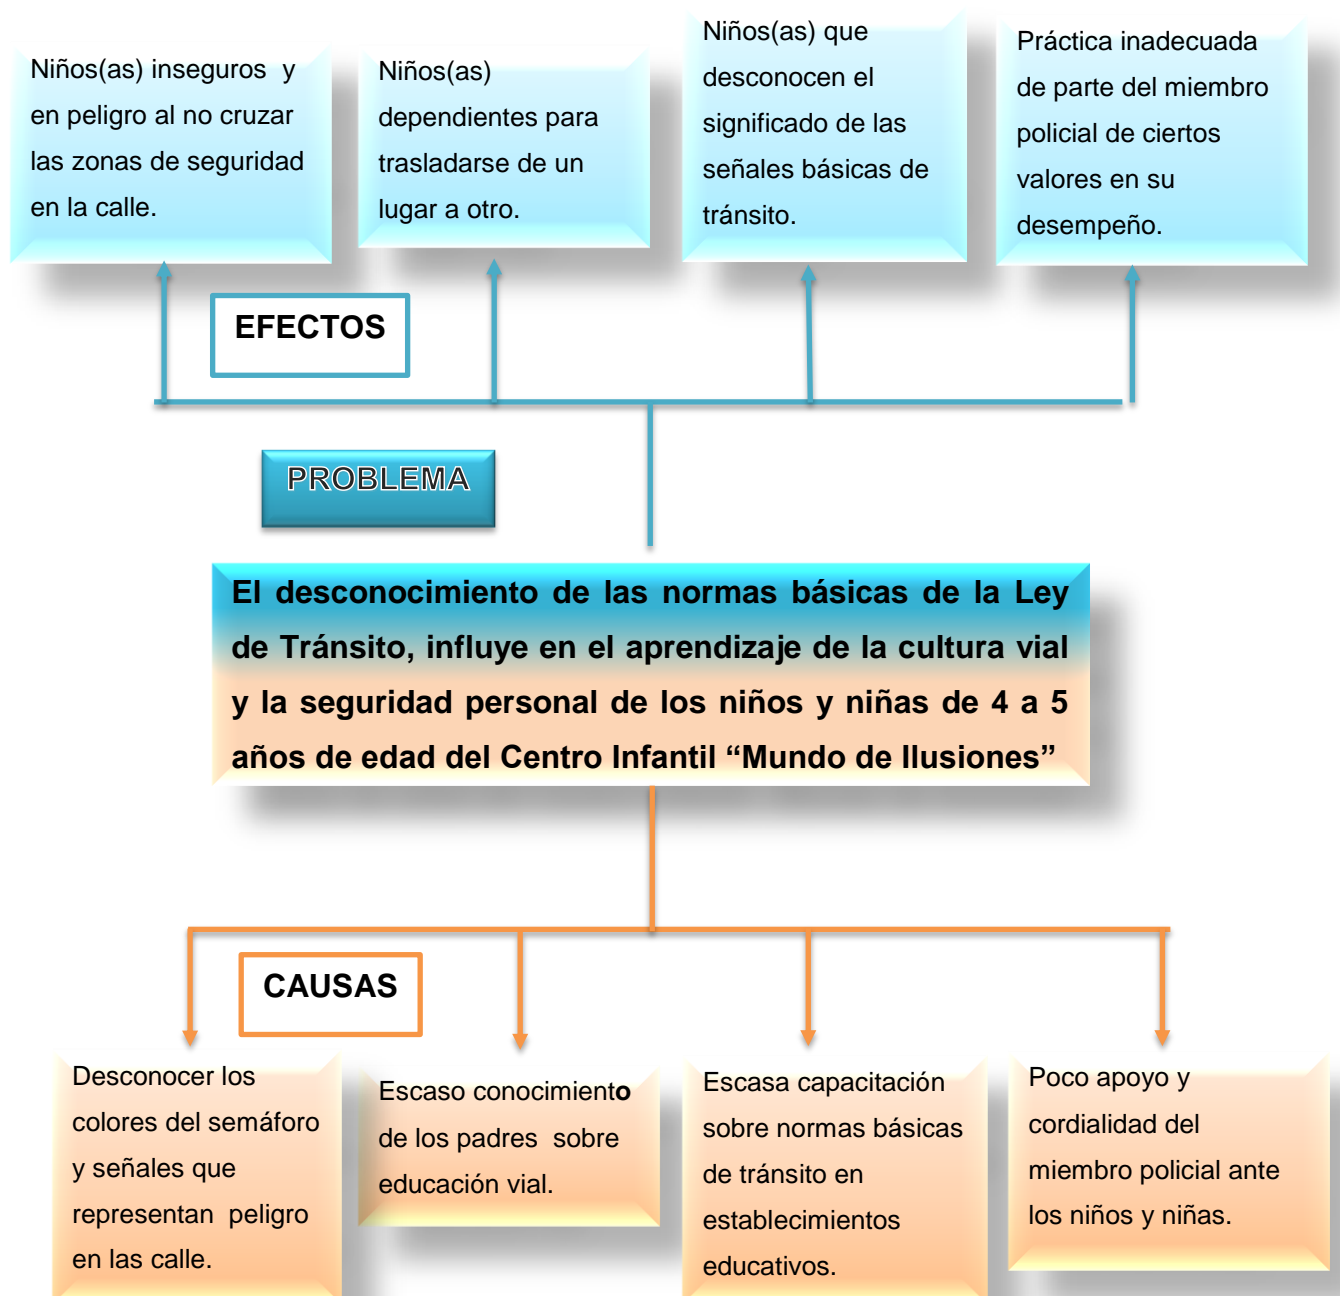 Niños(as) inseguros y
en peligro al no cruzar
las zonas de seguridad
en la calle.
Niños(as)
dependientes para
trasladarse de un
lugar a otro.
Niños(as) que
desconocen el
significado de las
señales básicas de
tránsito.
Práctica inadecuada
de parte del miembro
policial de ciertos
valores en su
desempeño.
EFECTOS
PROBLEMA
El desconocimiento de las normas básicas de la Ley
de Tránsito, influye en el aprendizaje de la cultura vial
y la seguridad personal de los niños y niñas de 4 a 5
años de edad del Centro Infantil “Mundo de Ilusiones”
CAUSAS
Desconocer los
colores del semáforo
y señales que
representan peligro
en las calle.
Escaso conocimiento
de los padres sobre
educación vial.
Escasa capacitación
sobre normas básicas
de tránsito en
establecimientos
educativos.
Poco apoyo y
cordialidad del
miembro policial ante
los niños y niñas.